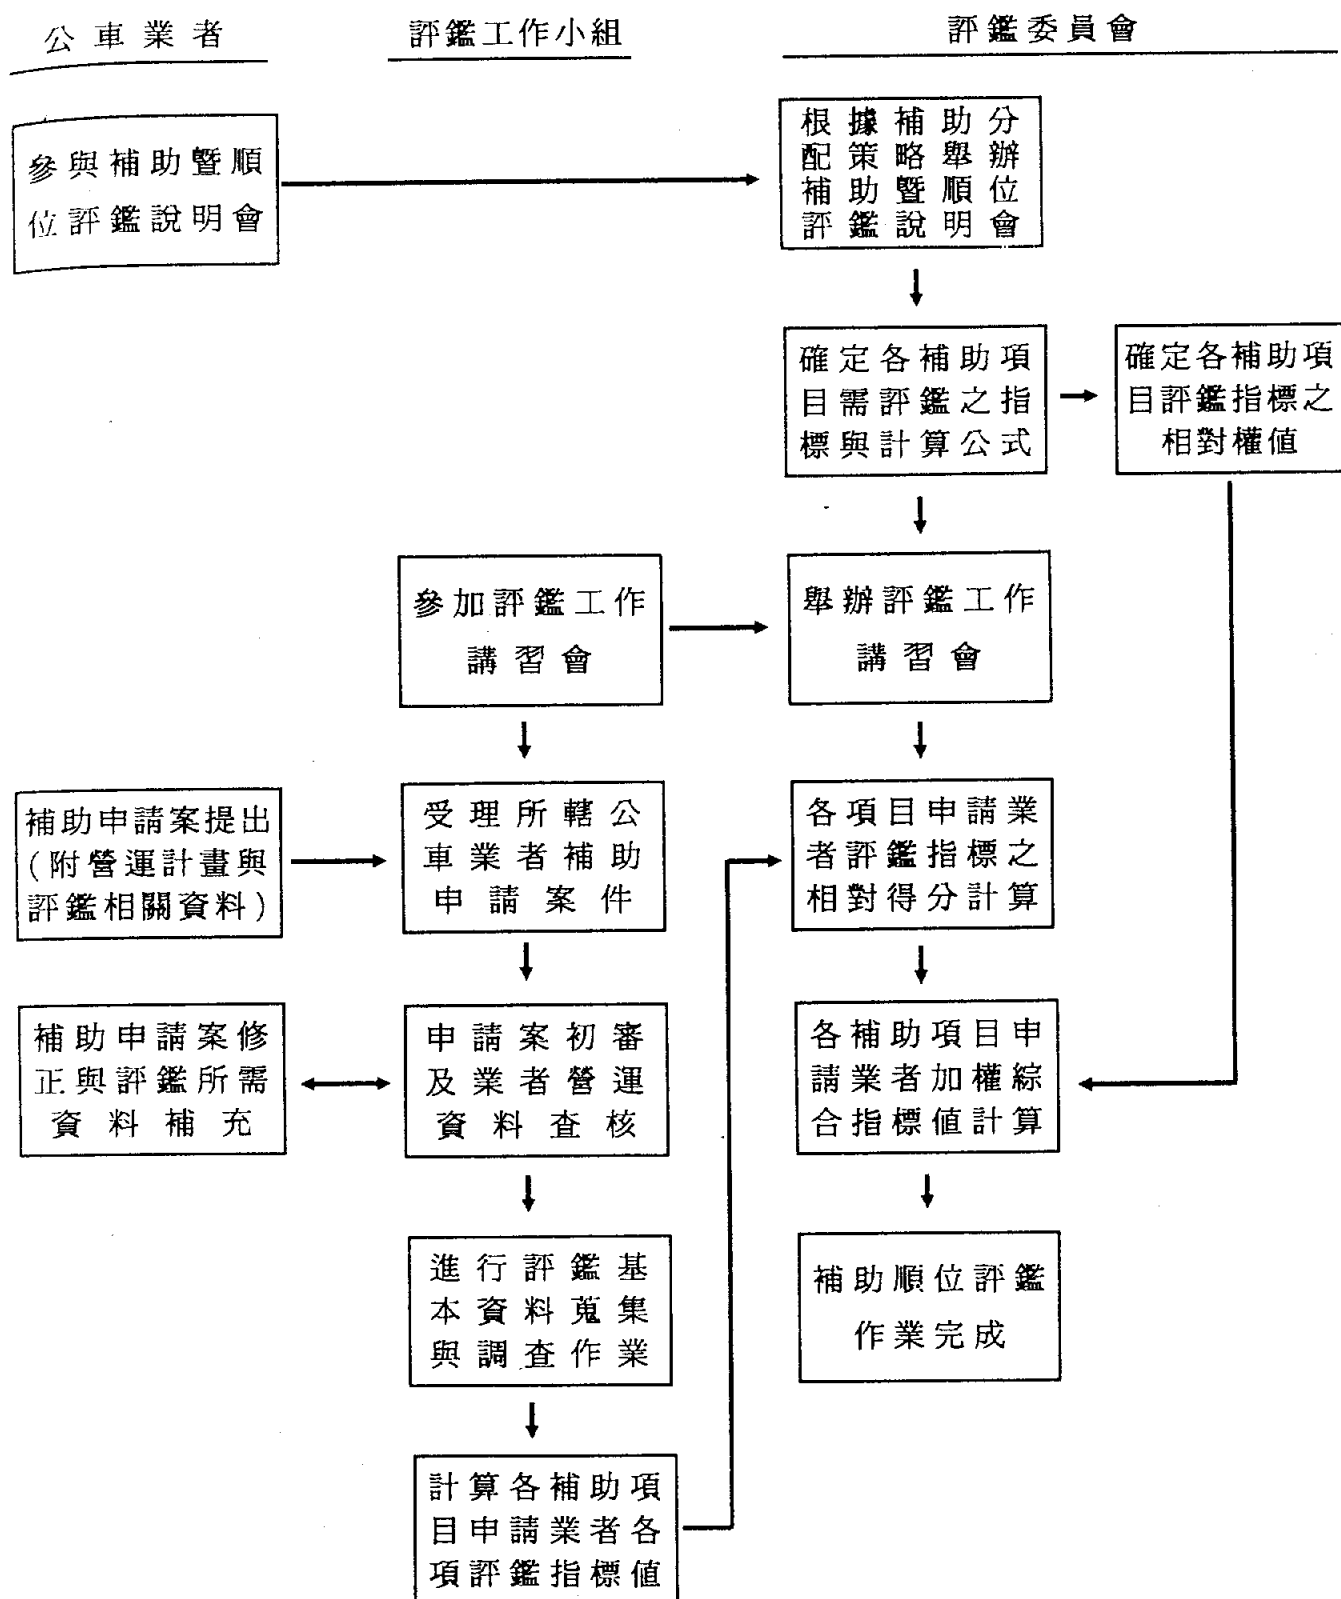 公車業者
評鑑工作小組
評鑑委員會
參與補助暨順
位評鑑說明會
根據補助分
配策略舉辦
補助暨順位
評鑑說明會
確定各補助項
目需評鑑之指
標與計算公式
確定各補助項
目評鑑指標之
相對權值
參加評鑑工作
講習會
舉辦評鑑工作
講習會
補助申請案提出
(附營運計畫與
評鑑相關資料)
受理所轄公
車業者補助
申請案件
各項目申請業
者評鑑指標之
相對得分計算
補助申請案修
正與評鑑所需
資料補充
申請案初審
及業者營運
資料查核
各補助項目申
請業者加權綜
合指標值計算
進行評鑑基
本資料蒐集
與調查作業
補助順位評鑑
作業完成
計算各補助項
目申請業者各
項評鑑指標值